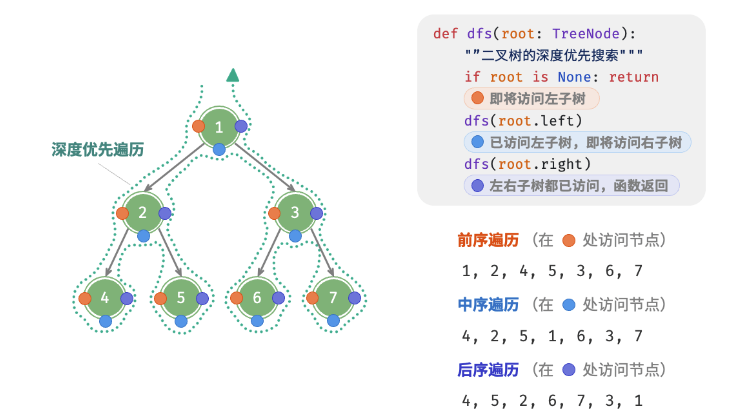 深度优先遍历
1
2
3
4
5
6
7
def dfs(root: TreeNode):
"”二叉树的深度优先搜索"""
if root is None: return
即将访问左子树
dfs(root.left)
已访问左子树，即将访问右子树
dfs(root.right)
左右子树都已访问，函数返回
前序遍历 （在 处访问节点）
1, 2, 4, 5, 3, 6, 7
中序遍历 （在 处访问节点）
4, 2, 5, 1, 6, 3, 7
后序遍历 （在 处访问节点）
4, 5, 2, 6, 7, 3, 1